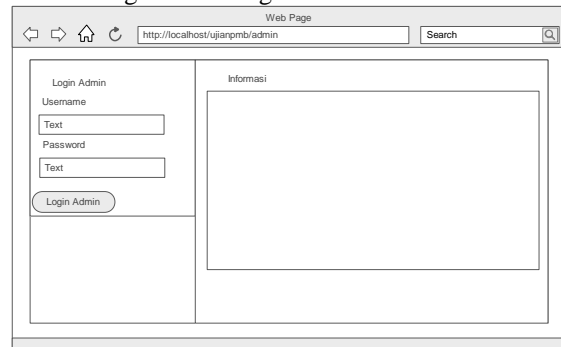 Web Page
http://localhost/ujianpmb/admin
Search
Login Admin
Username
Text
Password
Text
Login Admin
Informasi